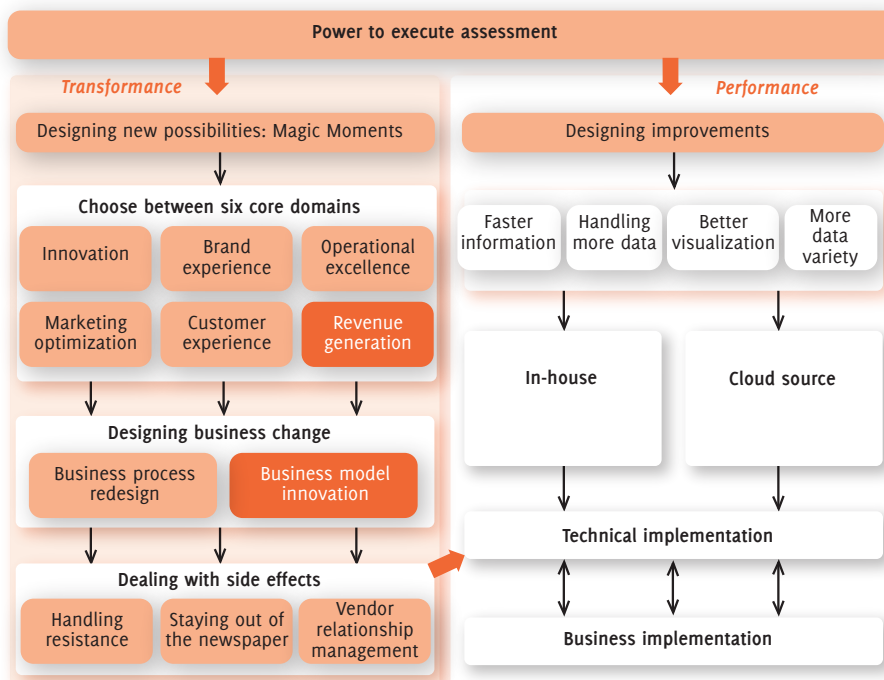 Power to execute assessment
Transformance
Performance
Designing new possibilities: Magic Moments
Designing improvements
Choose between six core domains
Innovation
Brand
experience
Operational
excellence
Marketing
optimization
Customer
experience
Revenue
generation
Designing business change
Business process
redesign
Business model
innovation
Dealing with side effects
Handling
resistance
Staying out of
the newspaper
Vendor
relationship
management
Faster
information
Handling
more data
Better
visualization
More
data
variety
In-house
Cloud source
Technical implementation
Business implementation